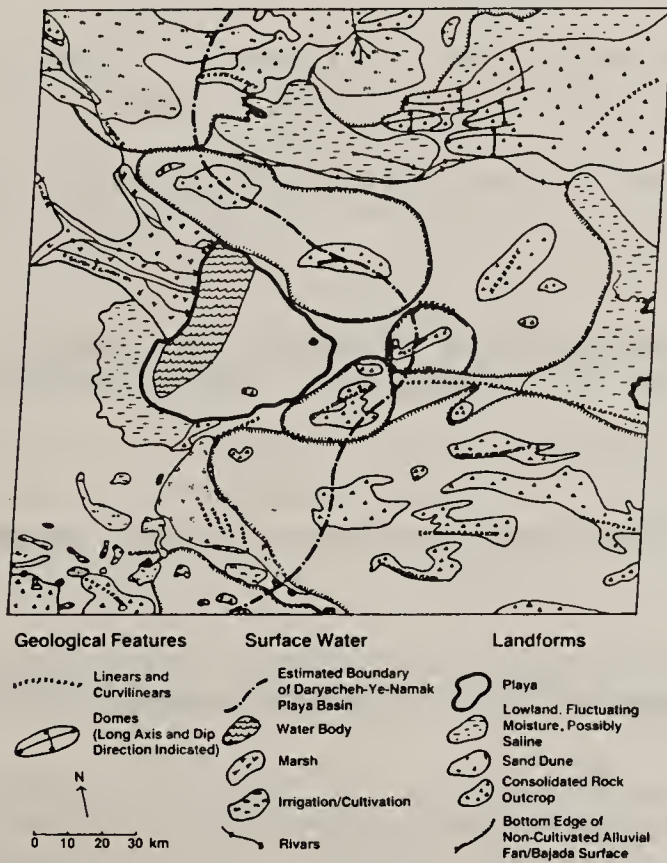 Geological Features
Linears and
Curvilinears
Domes
(Long Axis and Dip
Direction Indicated)
N
0 10 20 30 km
Surface Water
Estimated Boundary
of Daryacheh-Ye-Namak
Playa Basin
Water Body
Marsh
Irrigation/Cultivation
Rivars
Landforms
Playa
Lowland, Fluctuating
Moisture, Possibly
Saline
Sand Dune
Consolidated Rock
Outcrop
Bottom Edge of
Non-Cultivated Alluvial
Fan/Bajada Surface